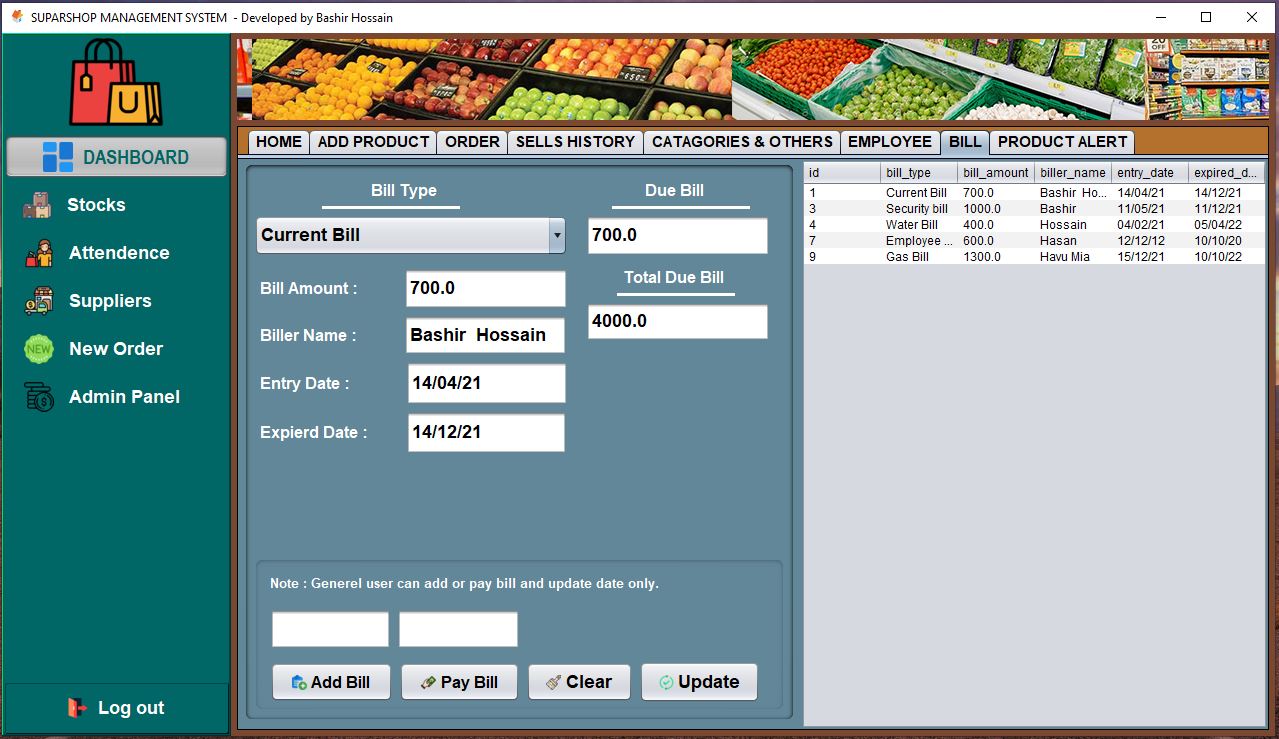 SUPARSHOP MANAGEMENT SYSTEM - Developed by Bashir Hossain
DASHBOARD
Stocks
Attendence
Suppliers
New Order
Admin Panel
Log out
HOME ADD PRODUCT ORDER SELLS HISTORY CATAGORIES & OTHERS EMPLOYEE BILL PRODUCT ALERT
Bill Type
Current Bill
Due Bill
700.0
Total Due Bill
4000.0
Bill Amount : 700.0
Biller Name : Bashir Hossain
Entry Date : 14/04/21
Expierd Date : 14/12/21
Note : Generel user can add or pay bill and update date only.
Add Bill Pay Bill Clear Update
id bill_type bill_amount biller_name entry_date expired_d...
1 Current Bill 700.0 Bashir Ho... 14/04/21 14/12/21
3 Security bill 1000.0 Bashir 11/05/21 11/12/21
4 Water Bill 400.0 Hossain 04/02/21 05/04/22
7 Employee ... 600.0 Hasan 12/12/12 10/10/20
9 Gas Bill 1300.0 Havu Mia 15/12/21 10/10/22
NEW
20
OFF